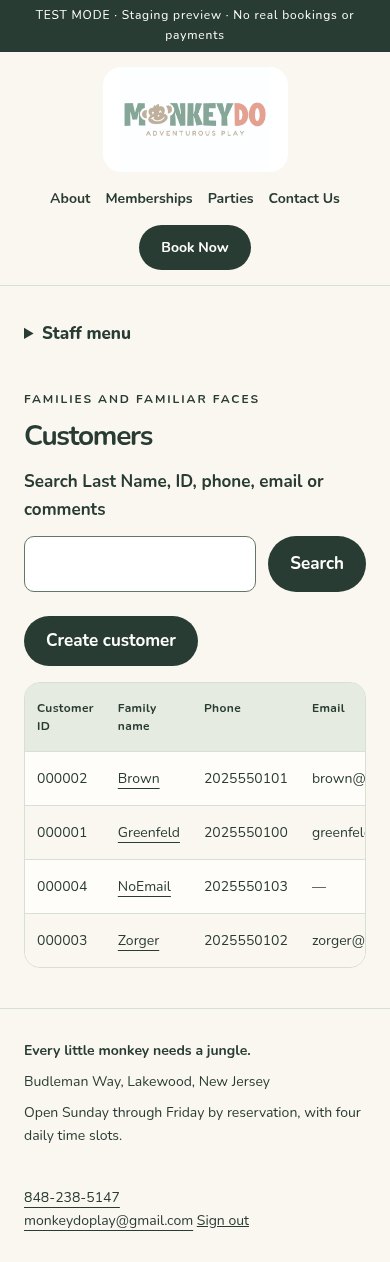 TEST MODE · Staging preview · No real bookings or
payments
MONKEYDO
ADVENTUROUS PLAY
About Memberships Parties Contact Us
Book Now
▶ Staff menu
FAMILIES AND FAMILIAR FACES
Customers
Search Last Name, ID, phone, email or
comments
Search
Create customer
Customer ID Family name Phone Email
000002 Brown 2025550101 brown@
000001 Greenfeld 2025550100 greenfel
000004 NoEmail 2025550103 —
000003 Zorger 2025550102 zorger@
Every little monkey needs a jungle.
Budleman Way, Lakewood, New Jersey
Open Sunday through Friday by reservation, with four
daily time slots.
848-238-5147
monkeydoplay@gmail.com Sign out